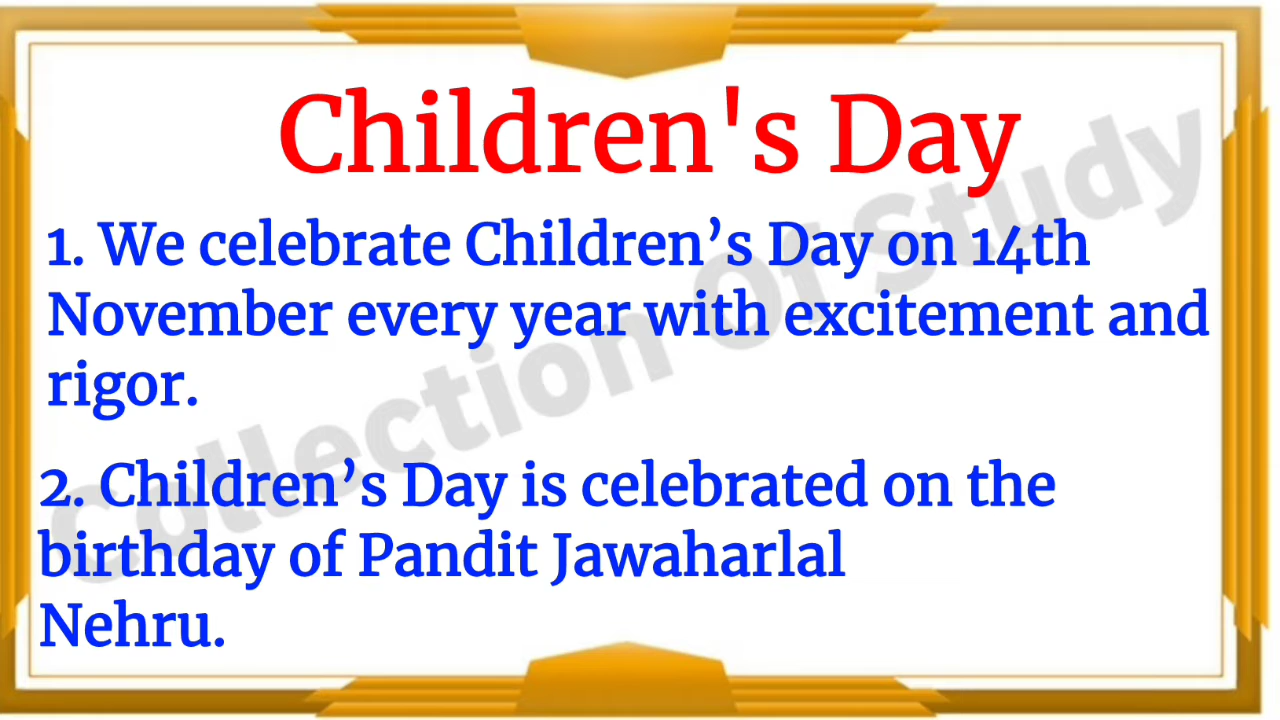 Children's Day
1. We celebrate Children’s Day on 14th
November every year with excitement and
rigor.
2. Children’s Day is celebrated on the
birthday of Pandit Jawaharlal
Nehru.
Collection Of Study